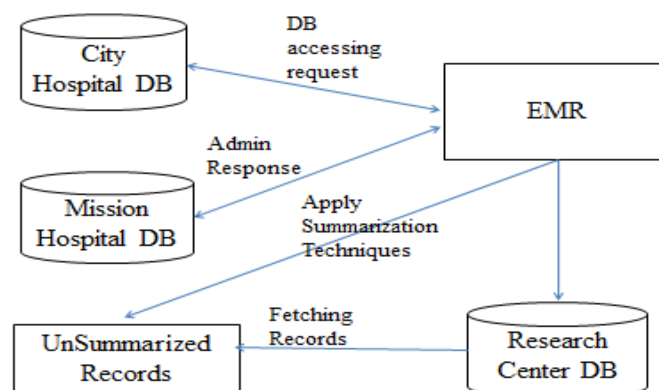 City
Hospital DB
DB
accessing
request
EMR
Admin
Response
Mission
Hospital DB
Apply
Summarization
Techniques
UnSummarized
Records
Fetching
Records
Research
Center DB